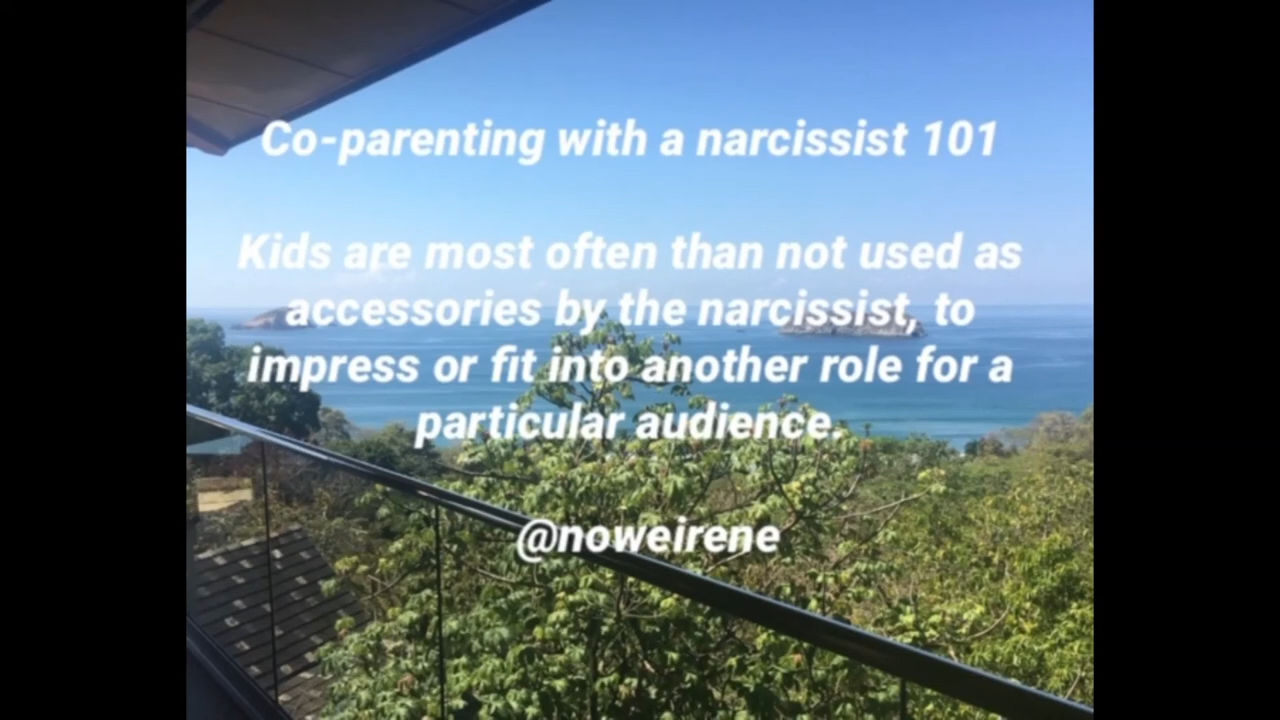 Co-parenting with a narcissist 101
Kids are most often than not used as
accessories by the narcissist, to
impress or fit into another role for a
particular audience.
@noweirene